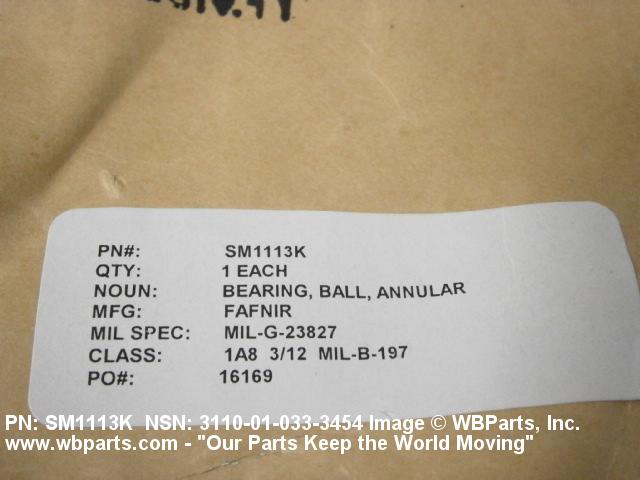 PN#: SM1113K
QTY: 1 EACH
NOUN: BEARING, BALL, ANNULAR
MFG: FAFNIR
MIL SPEC: MIL-G-23827
CLASS: 1A8 3/12 MIL-B-197
PO#: 16169
PN: SM1113K NSN: 3110-01-033-3454 Image © WBParts, Inc.
www.wbparts.com - "Our Parts Keep the World Moving"